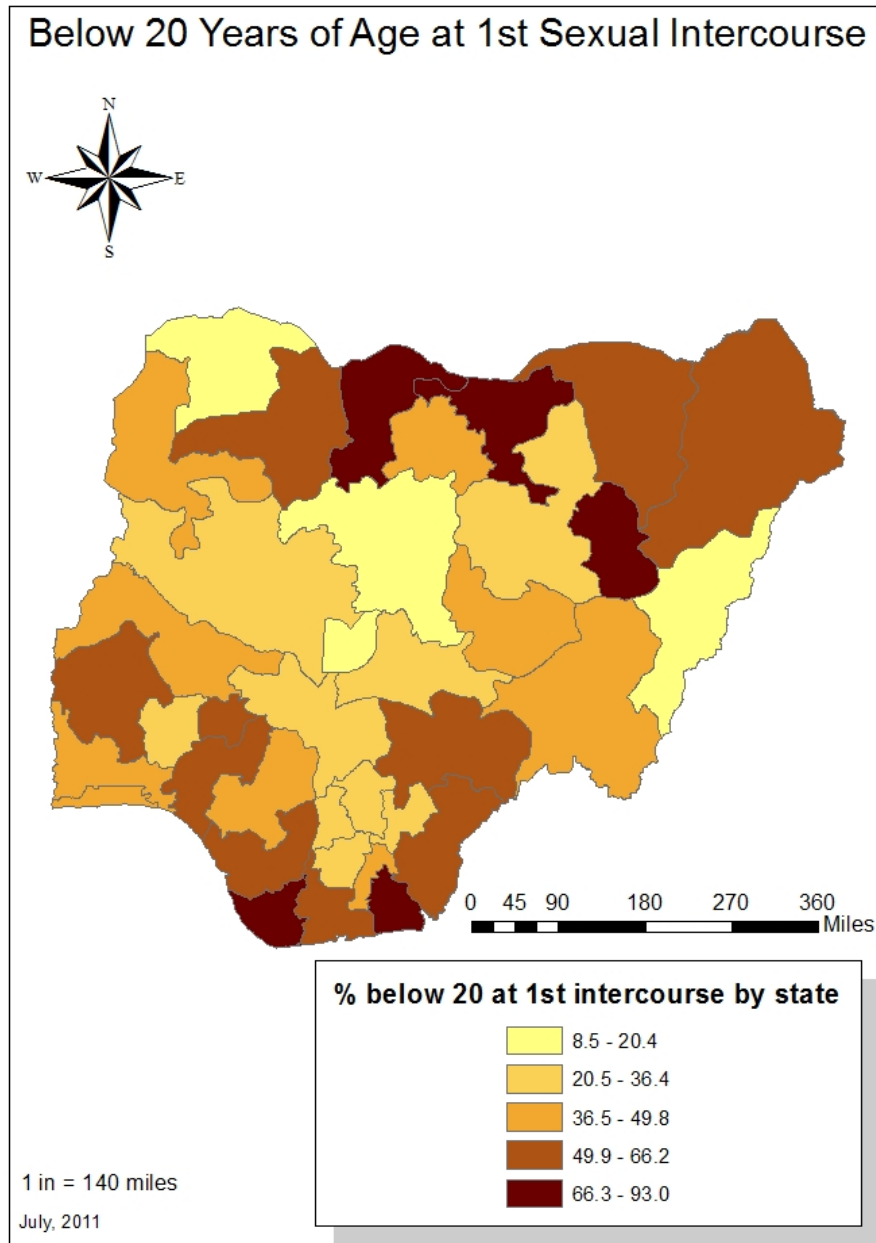 Below 20 Years of Age at 1st Sexual Intercourse
N
W E
S
0 45 90 180 270 360
Miles
% below 20 at 1st intercourse by state
8.5 - 20.4
20.5 - 36.4
36.5 - 49.8
49.9 - 66.2
66.3 - 93.0
1 in = 140 miles
July, 2011